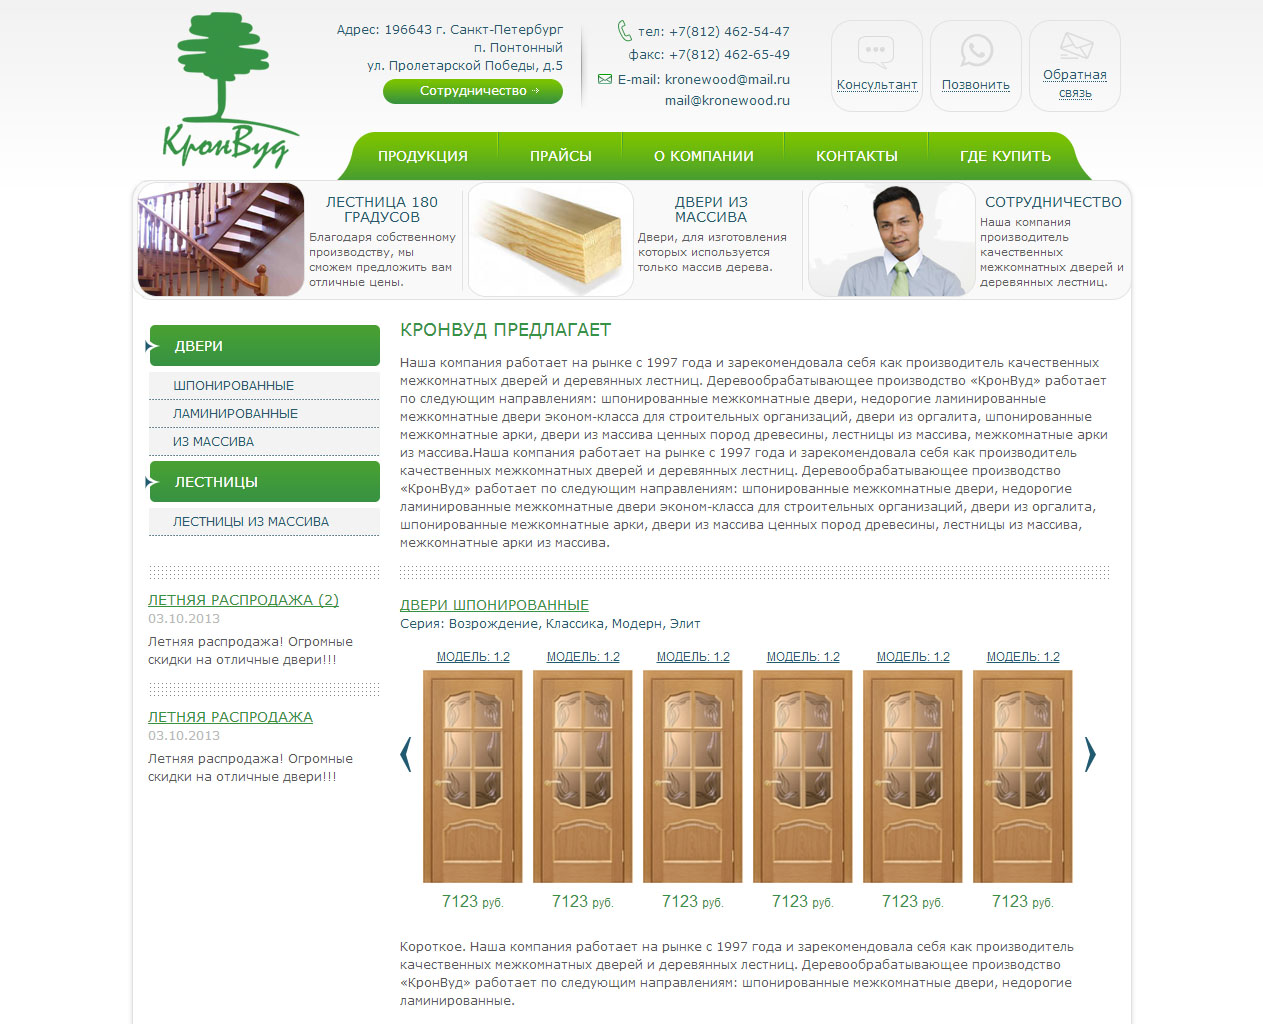 КронВуд
Адрес: 196643 г. Санкт-Петербург
п. Понтонный
ул. Пролетарской Победы, д.5
Сотрудничество
тел: +7(812) 462-54-47
факс: +7(812) 462-65-49
E-mail: kronewood@mail.ru
mail@kronewood.ru
Консультант
Позвонить
Обратная
связь
ПРОДУКЦИЯ
ПРАЙСЫ
О КОМПАНИИ
КОНТАКТЫ
ГДЕ КУПИТЬ
ЛЕСТНИЦА 180
ГРАДУСОВ
Благодаря собственному
производству, мы
сможем предложить вам
отличные цены.
ДВЕРИ ИЗ
МАССИВА
Двери, для изготовления
которых используется
только массив дерева.
СОТРУДНИЧЕСТВО
Наша компания
производитель
качественных
межкомнатных дверей и
деревянных лестниц.
ДВЕРИ
ШПОНИРОВАННЫЕ
ЛАМИНИРОВАННЫЕ
ИЗ МАССИВА
ЛЕСТНИЦЫ
ЛЕСТНИЦЫ ИЗ МАССИВА
ЛЕТНЯЯ РАСПРОДАЖА (2)
03.10.2013
Летняя распродажа! Огромные
скидки на отличные двери!!!
ЛЕТНЯЯ РАСПРОДАЖА
03.10.2013
Летняя распродажа! Огромные
скидки на отличные двери!!!
КРОНВУД ПРЕДЛАГАЕТ
Наша компания работает на рынке с 1997 года и зарекомендовала себя как производитель качественных
межкомнатных дверей и деревянных лестниц. Деревообрабатывающее производство «КронВуд» работает
по следующим направлениям: шпонированные межкомнатные двери, недорогие ламинированные
межкомнатные двери эконом-класса для строительных организаций, двери из оргалита, шпонированные
межкомнатные арки, двери из массива ценных пород древесины, лестницы из массива, межкомнатные арки
из массива.Наша компания работает на рынке с 1997 года и зарекомендовала себя как производитель
качественных межкомнатных дверей и деревянных лестниц. Деревообрабатывающее производство
«КронВуд» работает по следующим направлениям: шпонированные межкомнатные двери, недорогие
ламинированные межкомнатные двери эконом-класса для строительных организаций, двери из оргалита,
шпонированные межкомнатные арки, двери из массива ценных пород древесины, лестницы из массива,
межкомнатные арки из массива.
ДВЕРИ ШПОНИРОВАННЫЕ
Серия: Возрождение, Классика, Модерн, Элит
МОДЕЛЬ: 1.2 МОДЕЛЬ: 1.2 МОДЕЛЬ: 1.2 МОДЕЛЬ: 1.2 МОДЕЛЬ: 1.2 МОДЕЛЬ: 1.2
7123 руб. 7123 руб. 7123 руб. 7123 руб. 7123 руб. 7123 руб.
Короткое. Наша компания работает на рынке с 1997 года и зарекомендовала себя как производитель
качественных межкомнатных дверей и деревянных лестниц. Деревообрабатывающее производство
«КронВуд» работает по следующим направлениям: шпонированные межкомнатные двери, недорогие
ламинированные.